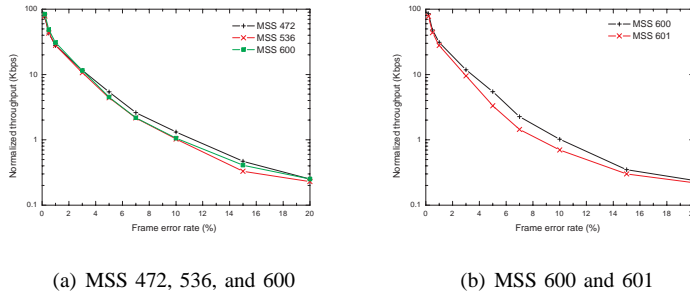 100
10
1
0.1
Normalized throughput (Kbps)
MSS 472
MSS 536
MSS 600
0 2 4 6 8 10 12 14 16 18 20
Frame error rate (%)
(a) MSS 472, 536, and 600
100
10
1
0.1
Normalized throughput (Kbps)
MSS 600
MSS 601
0 2 4 6 8 10 12 14 16 18 20
Frame error rate (%)
(b) MSS 600 and 601